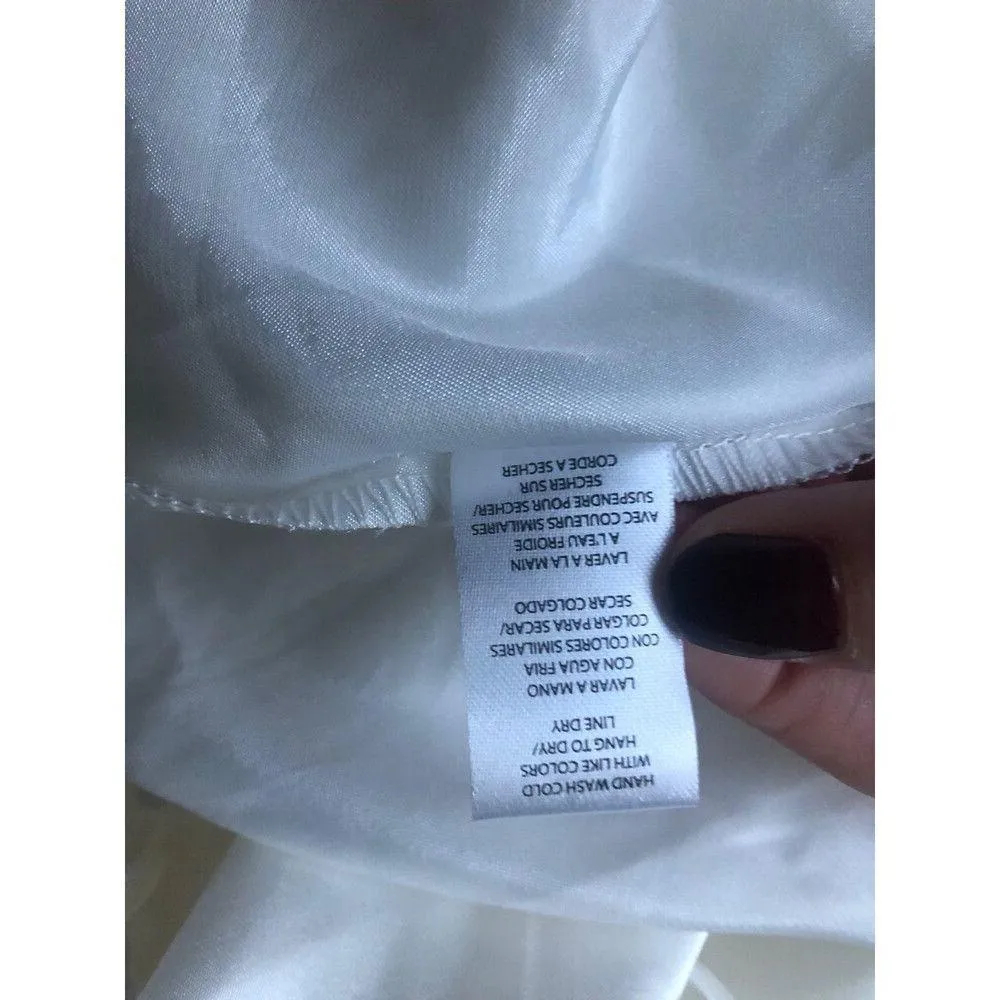 HAND WASH COLD
WITH LIKE COLORS
HANG TO DRY/
LINE DRY
LAVAR A MANO
CON AGUA FRIA
CON COLORES SIMILARES
COLGAR PARA SECAR/
SECAR COLGADO
LAVER A LA MAIN
A L'EAU FROIDE
AVEC COULEURS SIMILAIRES
SUSPENDRE POUR SECHER/
SECHER SUR
CORDE A SECHER